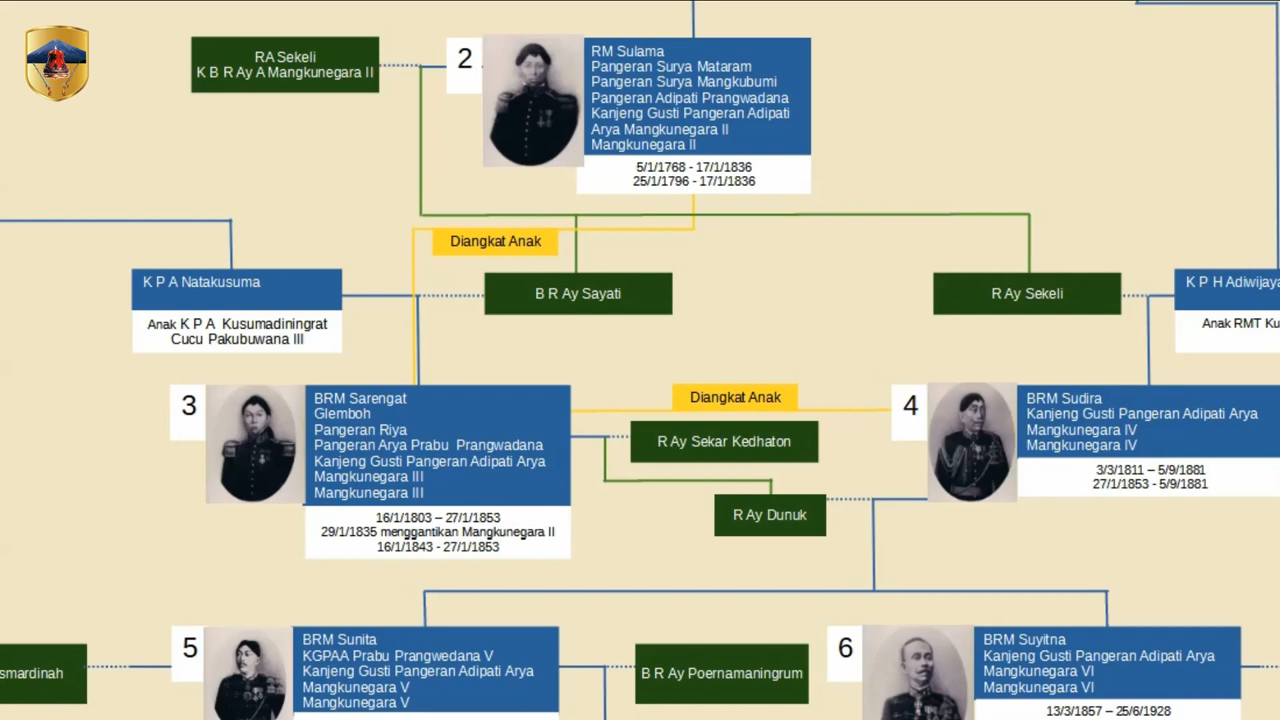 RA Sekeli
K B R Ay A Mangkunegara II
2
RM Sulama
Pangeran Surya Mataram
Pangeran Surya Mangkubumi
Pangeran Adipati Prangwadana
Kanjeng Gusti Pangeran Adipati
Arya Mangkunegara II
Mangkunegara II
5/1/1768 - 17/1/1836
25/1/1796 - 17/1/1836
Diangkat Anak
K P A Natakusuma
Anak K P A Kusumadiningrat
Cucu Pakubuwana III
B R Ay Sayati
R Ay Sekeli
K P H Adiwijaya
Anak RMT Ku
3
BRM Sarengat
Glemboh
Pangeran Riya
Pangeran Arya Prabu Prangwadana
Kanjeng Gusti Pangeran Adipati Arya
Mangkunegara III
Mangkunegara III
16/1/1803 – 27/1/1853
29/1/1835 menggantikan Mangkunegara II
16/1/1843 - 27/1/1853
Diangkat Anak
R Ay Sekar Kedhaton
R Ay Dunuk
4
BRM Sudira
Kanjeng Gusti Pangeran Adipati Arya
Mangkunegara IV
Mangkunegara IV
3/3/1811 – 5/9/1881
27/1/1853 - 5/9/1881
smardinah
5
BRM Sunita
KGPAA Prabu Prangwedana V
Kanjeng Gusti Pangeran Adipati Arya
Mangkunegara V
Mangkunegara V
B R Ay Poernamaningrum
6
BRM Suyitna
Kanjeng Gusti Pangeran Adipati Arya
Mangkunegara VI
Mangkunegara VI
13/3/1857 – 25/6/1928